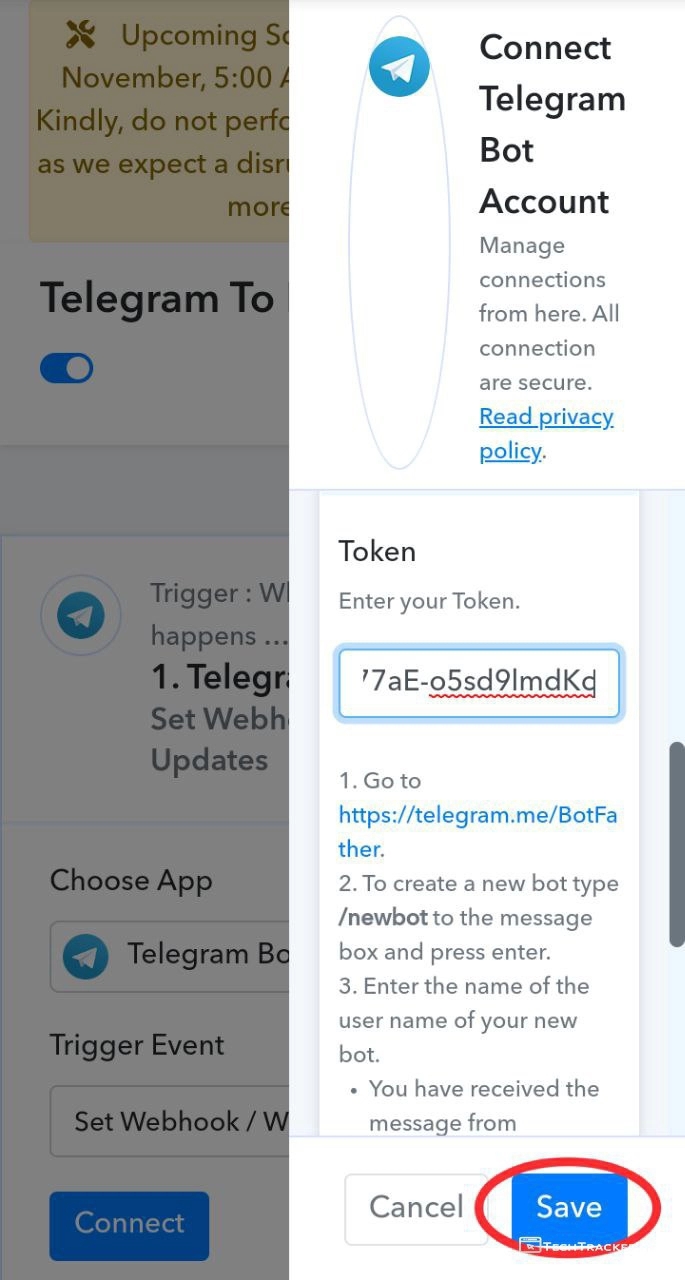 Upcoming Sc
November, 5:00 A
Kindly, do not perfo
as we expect a disru
more
Telegram To
Trigger : Wh
happens ...
1. Telegra
Set Webho
Updates
Choose App
Telegram Bo
Trigger Event
Set Webhook / W
Connect
Connect
Telegram
Bot
Account
Manage
connections
from here. All
connection
are secure.
Read privacy
policy.
Token
Enter your Token.
77aE-o5sd9lmdKd
1. Go to
https://telegram.me/BotFa
ther.
2. To create a new bot type
/newbot to the message
box and press enter.
3. Enter the name of the
user name of your new
bot.
• You have received the
message from
Cancel
Save
TECHTRACKE